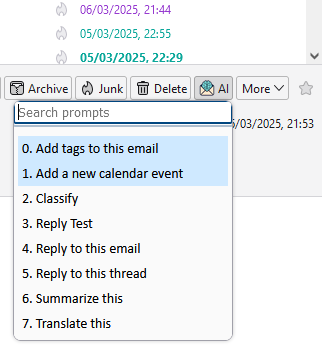 06/03/2025, 21:44
05/03/2025, 22:55
05/03/2025, 22:29
Archive Junk Delete AI More
Search prompts
/03/2025, 21:53
0. Add tags to this email
1. Add a new calendar event
2. Classify
3. Reply Test
4. Reply to this email
5. Reply to this thread
6. Summarize this
7. Translate this